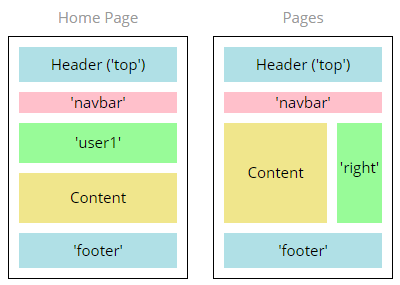 Home Page
Header ('top')
'navbar'
'user1'
Content
'footer'
Pages
Header ('top')
'navbar'
Content
'right'
'footer'